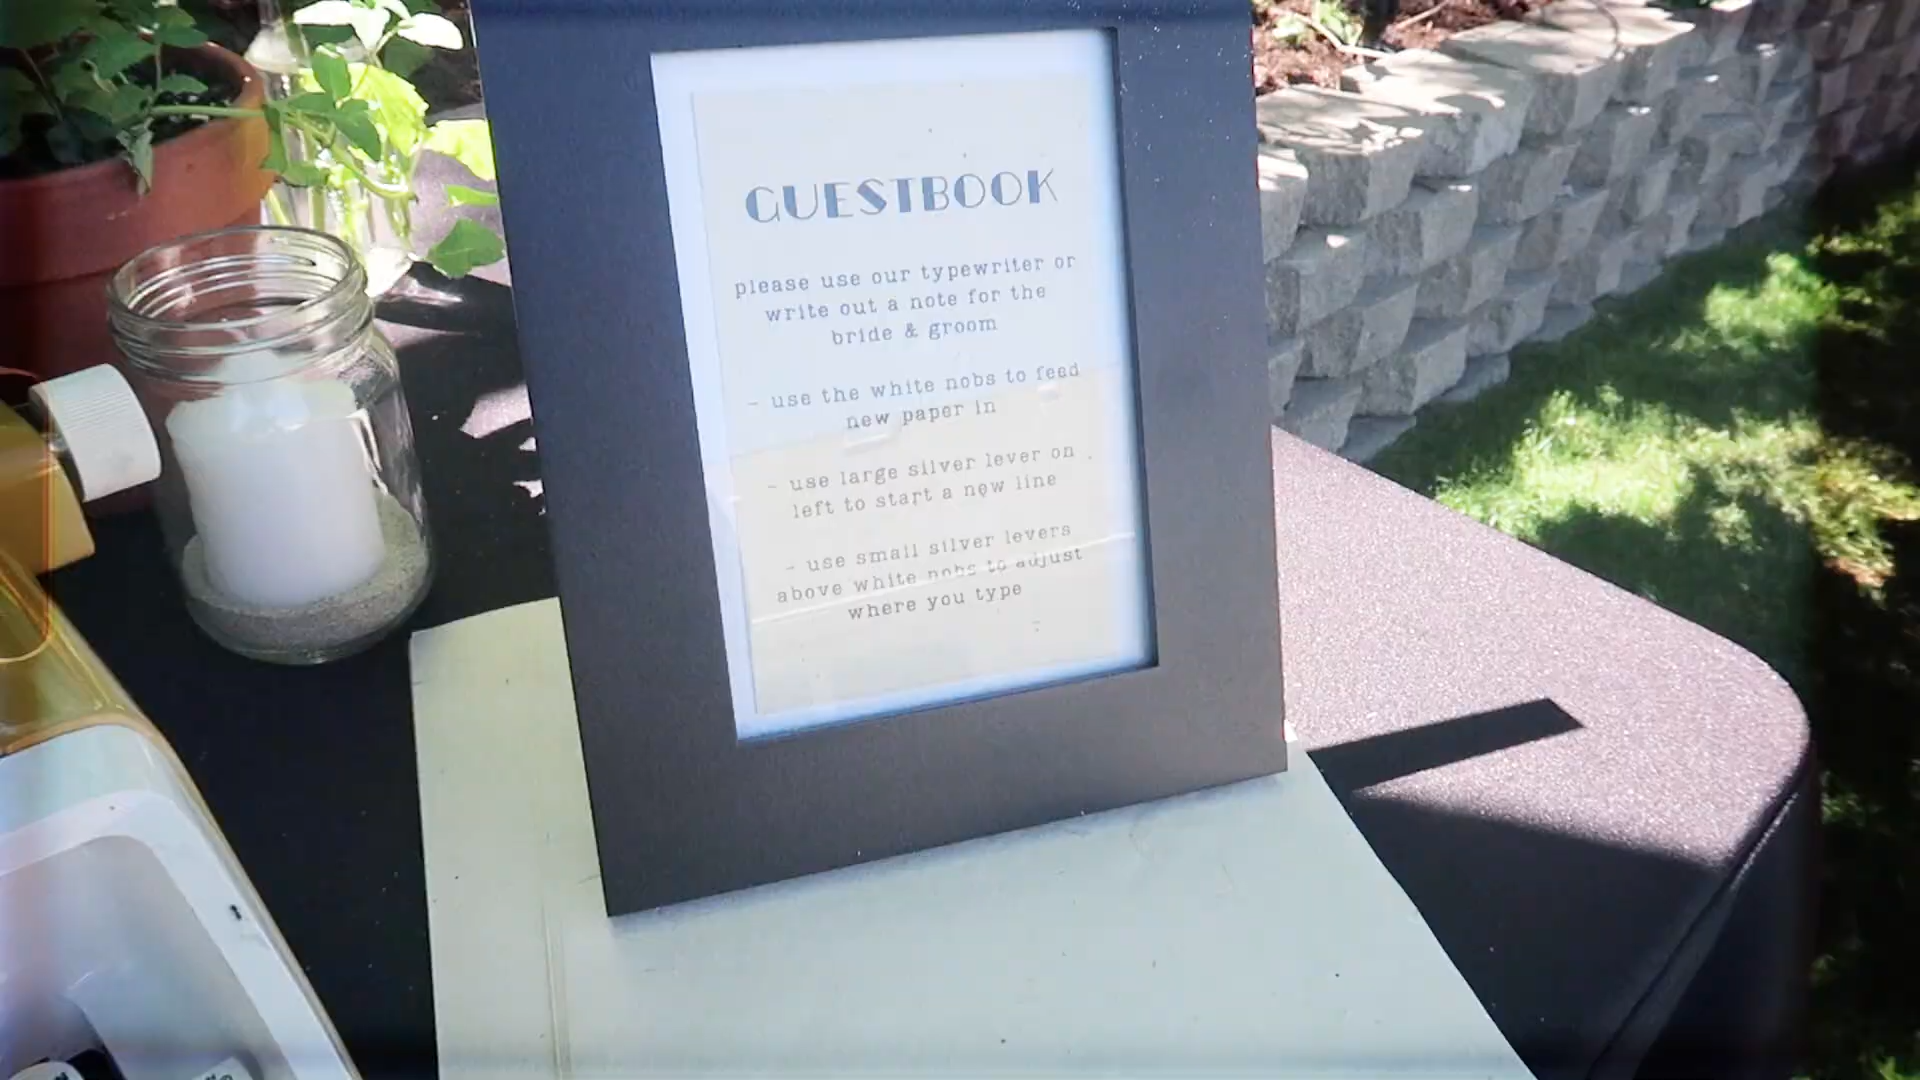 GUESTBOOK
please use our typewriter or
write out a note for the
bride & groom
- use the white nobs to feed
new paper in
- use large silver lever on
left to start a new line
- use small silver levers
above white nobs to adjust
where you type